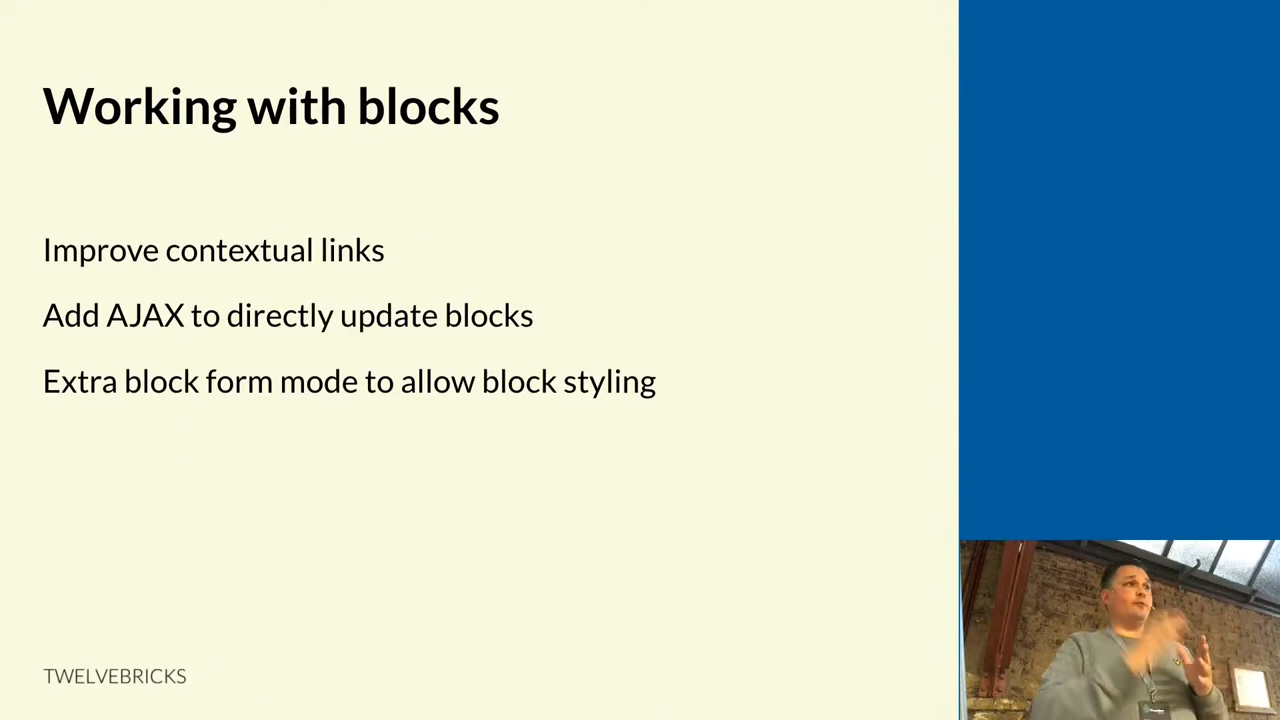 Working with blocks
Improve contextual links
Add AJAX to directly update blocks
Extra block form mode to allow block styling
TWELVEBRICKS